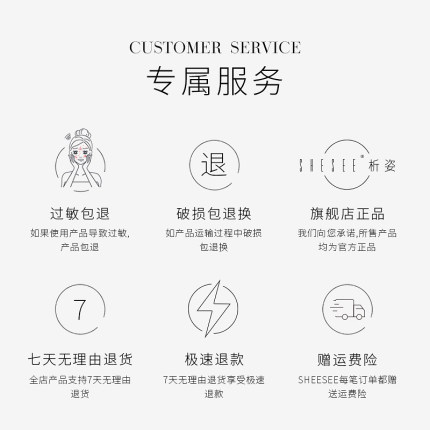 CUSTOMER SERVICE
专属服务
退
SHESEE®析姿
过敏包退
破损包退换
旗舰店正品
如果使用产品导致过敏,
产品包退
如产品运输过程中破损
包退换
我们向您承诺,所售产品
均为官方正品
7
七天无理由退货
极速退款
赠运费险
全店产品支持7天无理由
退货
7天无理由退货享受极速
退款
SHEESEE每笔订单都赠
送运费险